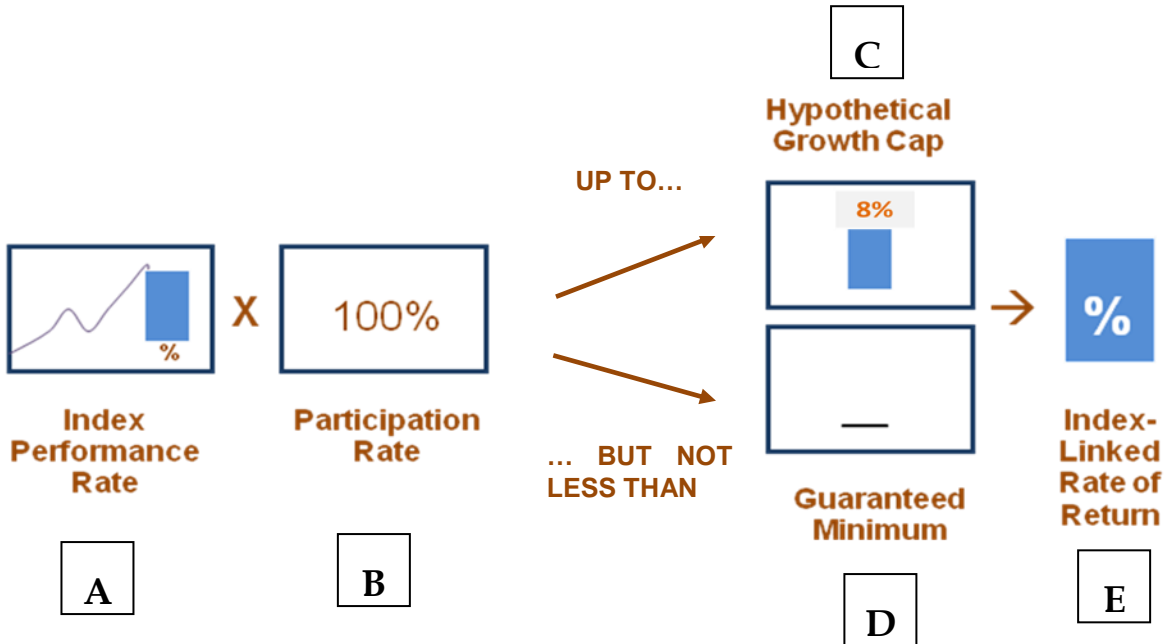 C
Hypothetical
Growth Cap
UP TO...
8%
%
X
100%
→
%
Index
Performance
Rate
Participation
Rate
... BUT NOT
LESS THAN
Guaranteed
Minimum
Index-
Linked
Rate of
Return
A
B
D
E